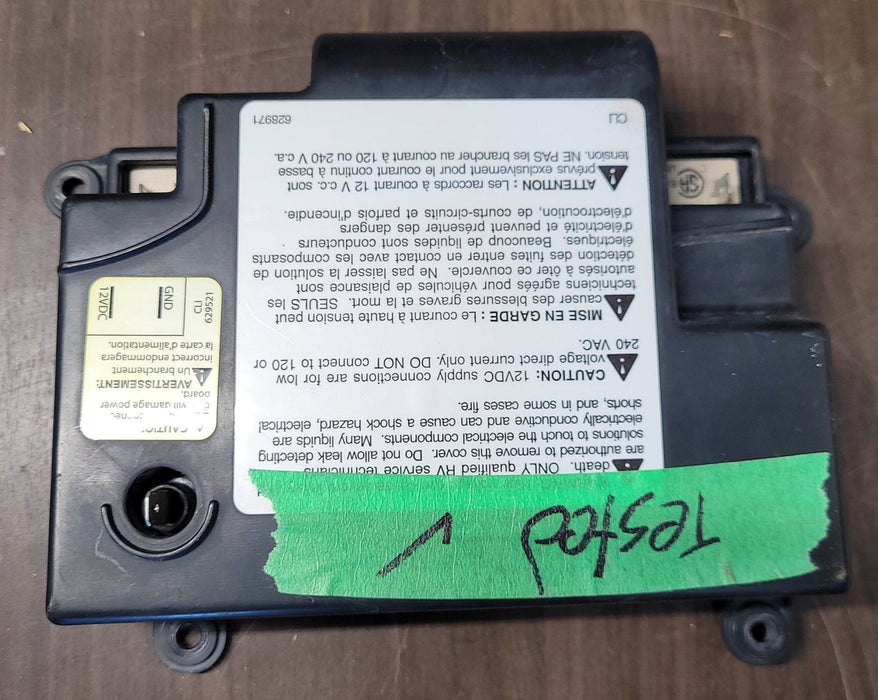 Tested ✓
death. ONLY qualified RV service technicians
are authorized to remove this cover. Do not allow leak detecting
solutions to touch the electrical components. Many liquids are
electrically conductive and can cause a shock hazard, electrical
shorts, and in some cases fire.
CAUTION: 12VDC supply connections are for low
voltage direct current only. DO NOT connect to 120 or
240 VAC.
MISE EN GARDE : Le courant à haute tension peut
causer des blessures graves et la mort. SEULS les
techniciens agréés pour véhicules de plaisance sont
autorisés à ôter ce couvercle. Ne pas laisser la solution de
détection des fuites entrer en contact avec les composants
électriques. Beaucoup de liquides sont conducteurs
d'électricité et peuvent présenter des dangers
d'électrocution, de courts-circuits et parfois d'incendie.
ATTENTION : Les raccords à courant 12 V c.c. sont
prévus exclusivement pour le courant continu à basse
tension. NE PAS les brancher au courant à 120 ou 240 V c.a.
CLI
628971
CAUTION
will damage power
board.
AVERTISSEMENT:
Un branchement
incorrect endommagera
la carte d'alimentation.
12VDC
GND
CLI
629521